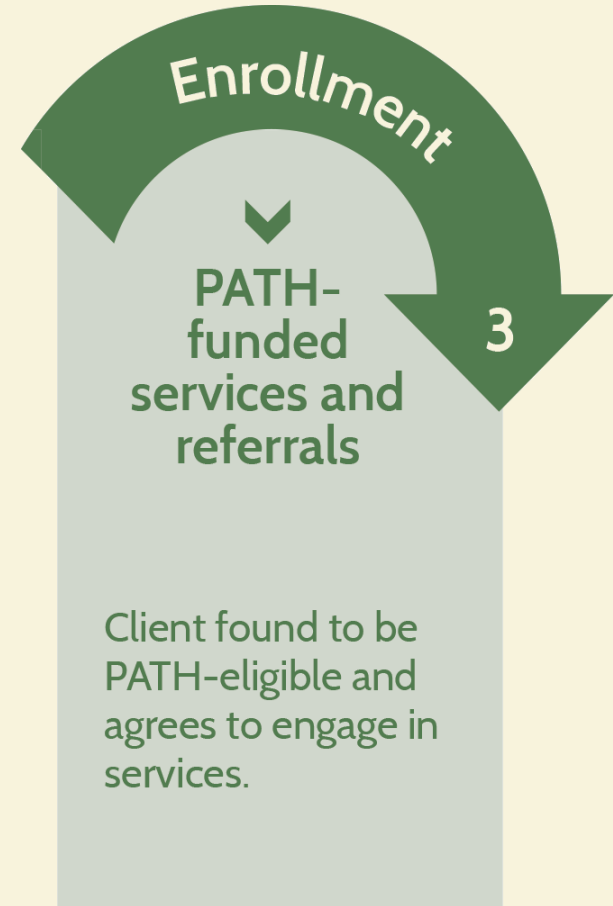 Enrollment
3
PATH-
funded
services and
referrals
Client found to be
PATH-eligible and
agrees to engage in
services.